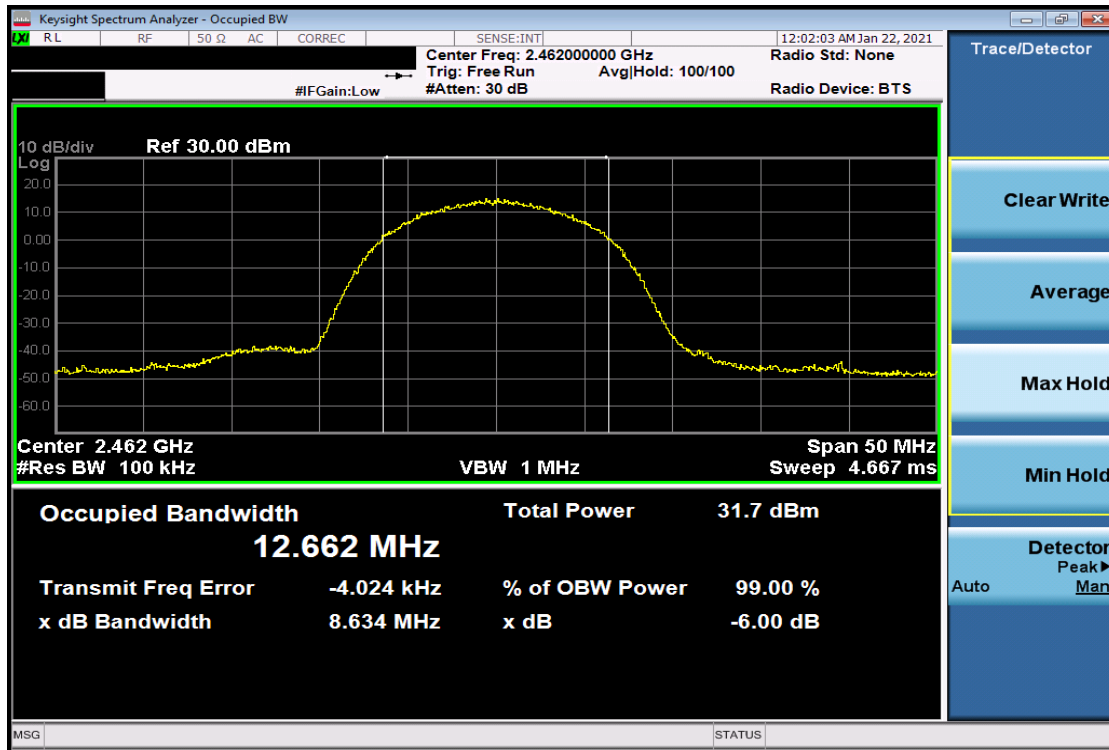 Keysight Spectrum Analyzer - Occupied BW
LXI RL RF 50 Ω AC CORREC SENSE:INT 12:02:03 AM Jan 22, 2021
Center Freq: 2.462000000 GHz Radio Std: None
Trig: Free Run Avg|Hold: 100/100
#IFGain:Low #Atten: 30 dB Radio Device: BTS
10 dB/div Ref 30.00 dBm
Log
20.0
10.0
0.00
-10.0
-20.0
-30.0
-40.0
-50.0
-60.0
Center 2.462 GHz Span 50 MHz
#Res BW 100 kHz VBW 1 MHz Sweep 4.667 ms
Occupied Bandwidth Total Power 31.7 dBm
12.662 MHz
Transmit Freq Error -4.024 kHz % of OBW Power 99.00 %
x dB Bandwidth 8.634 MHz x dB -6.00 dB
MSG STATUS
Trace/Detector
Clear Write
Average
Max Hold
Min Hold
Detector
Peak▶
Auto Man